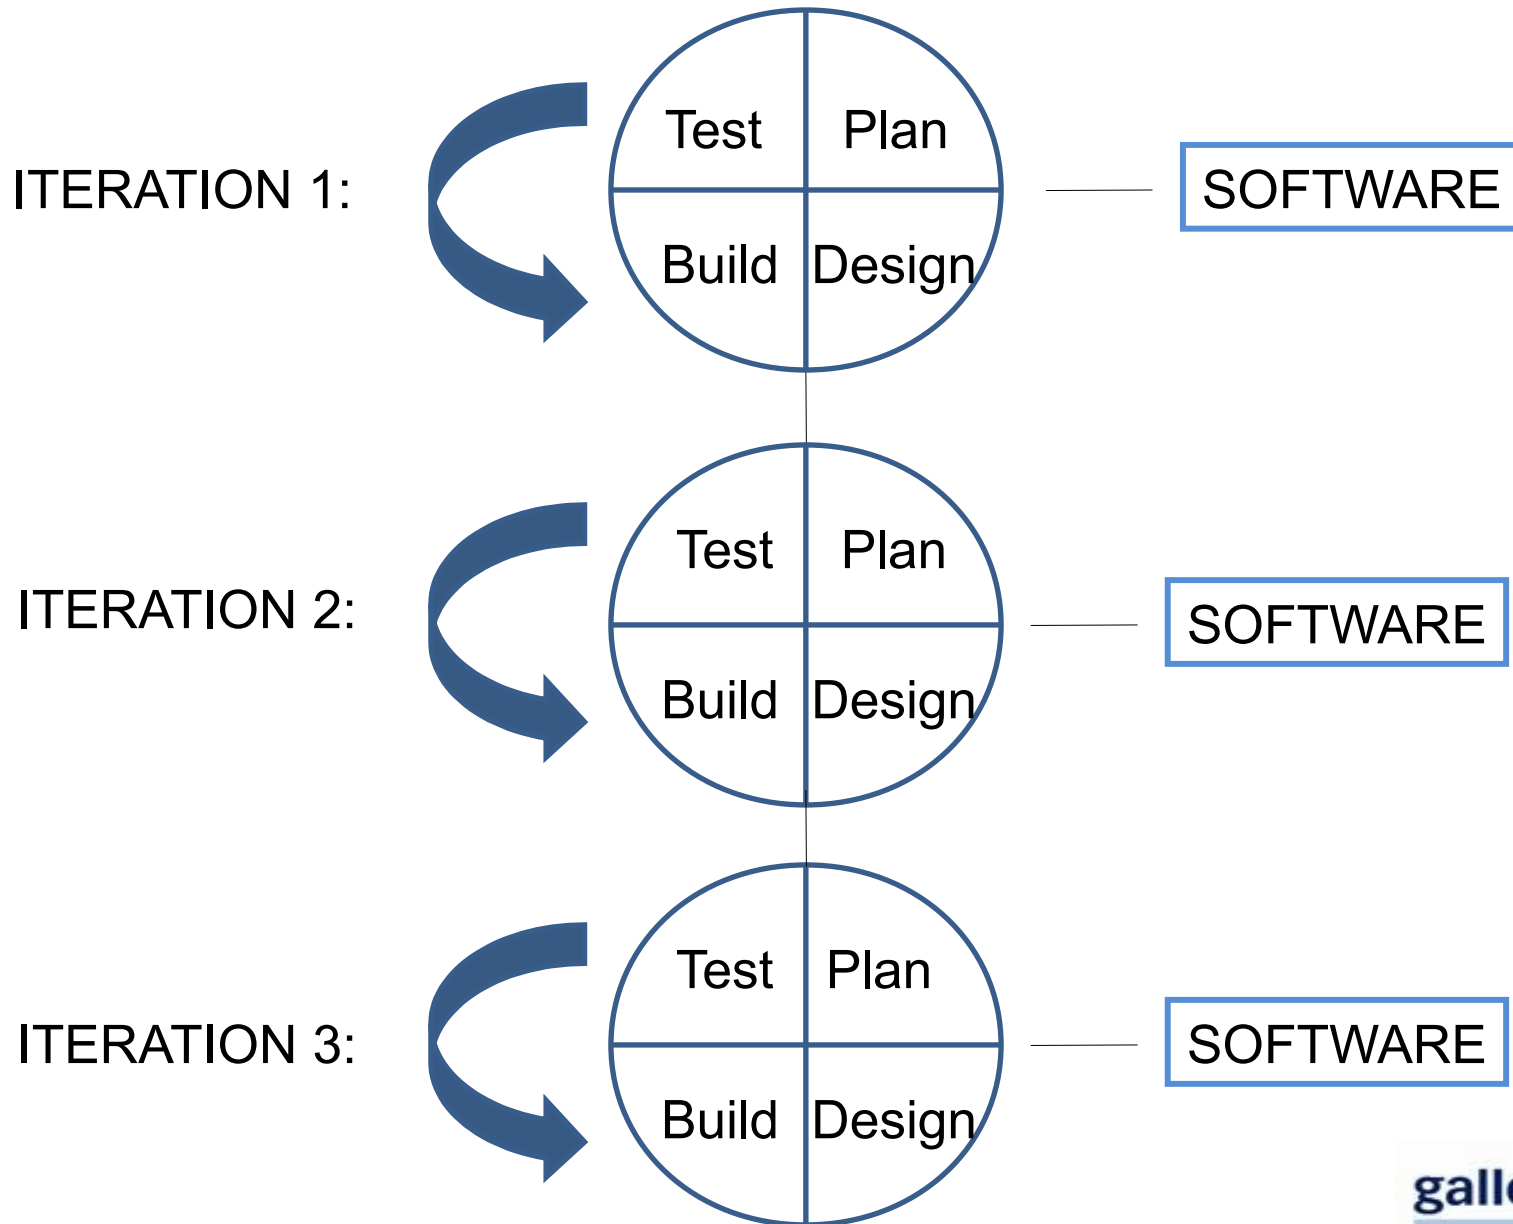 Test Plan
ITERATION 1:
SOFTWARE
Build Design
Test Plan
ITERATION 2:
SOFTWARE
Build Design
Test Plan
ITERATION 3:
SOFTWARE
Build Design